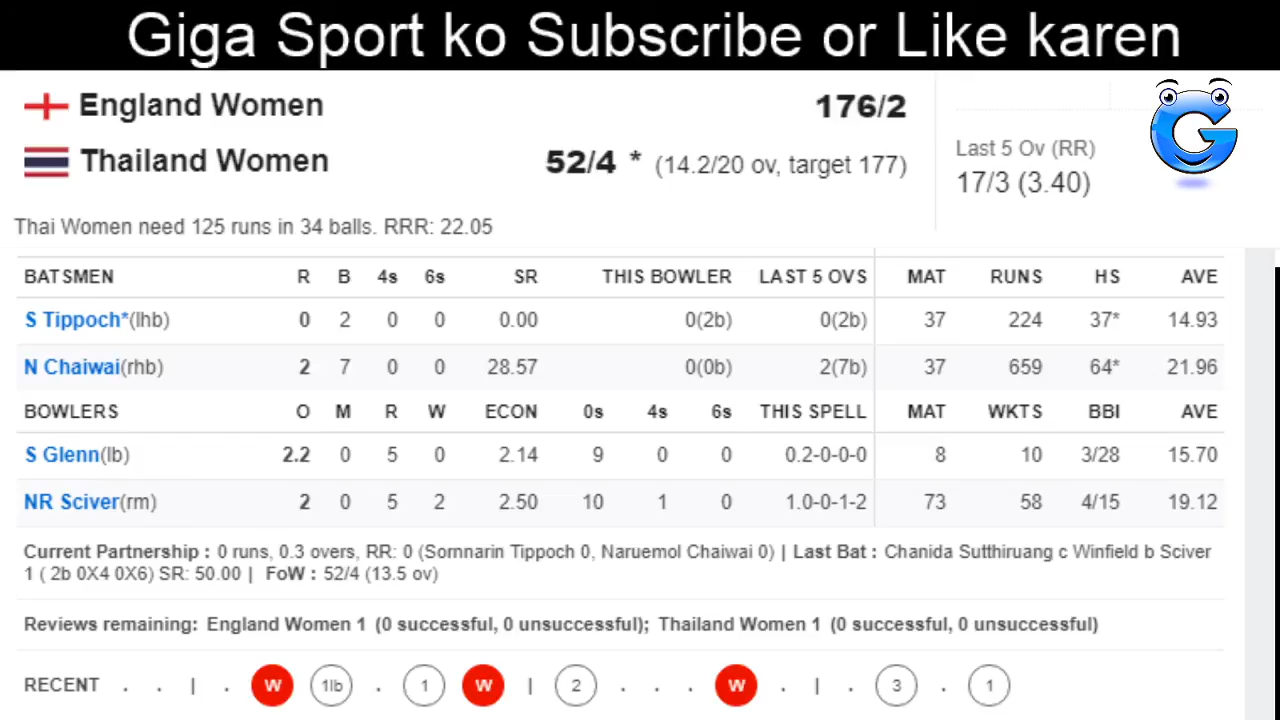 Giga Sport ko Subscribe or Like karen
England Women 176/2
Thailand Women 52/4 * (14.2/20 ov, target 177)
Last 5 Ov (RR)
17/3 (3.40)
Thai Women need 125 runs in 34 balls. RRR: 22.05
BATSMEN R B 4s 6s SR THIS BOWLER LAST 5 OVS MAT RUNS HS AVE
S Tippoch*(lhb) 0 2 0 0 0.00 0(2b) 0(2b) 37 224 37* 14.93
N Chaiwai(rhb) 2 7 0 0 28.57 0(0b) 2(7b) 37 659 64* 21.96
BOWLERS O M R W ECON 0s 4s 6s THIS SPELL MAT WKTS BBI AVE
S Glenn(lb) 2.2 0 5 0 2.14 9 0 0 0.2-0-0-0 8 10 3/28 15.70
NR Sciver(rm) 2 0 5 2 2.50 10 1 0 1.0-0-1-2 73 58 4/15 19.12
Current Partnership : 0 runs, 0.3 overs, RR: 0 (Sornnarin Tippoch 0, Naruemol Chaiwai 0) | Last Bat : Chanida Sutthiruang c Winfield b Sciver
1 ( 2b 0X4 0X6) SR: 50.00 | FoW : 52/4 (13.5 ov)
Reviews remaining: England Women 1 (0 successful, 0 unsuccessful); Thailand Women 1 (0 successful, 0 unsuccessful)
RECENT . . | . W 1lb . 1 W | 2 . . . W . | . 3 . 1